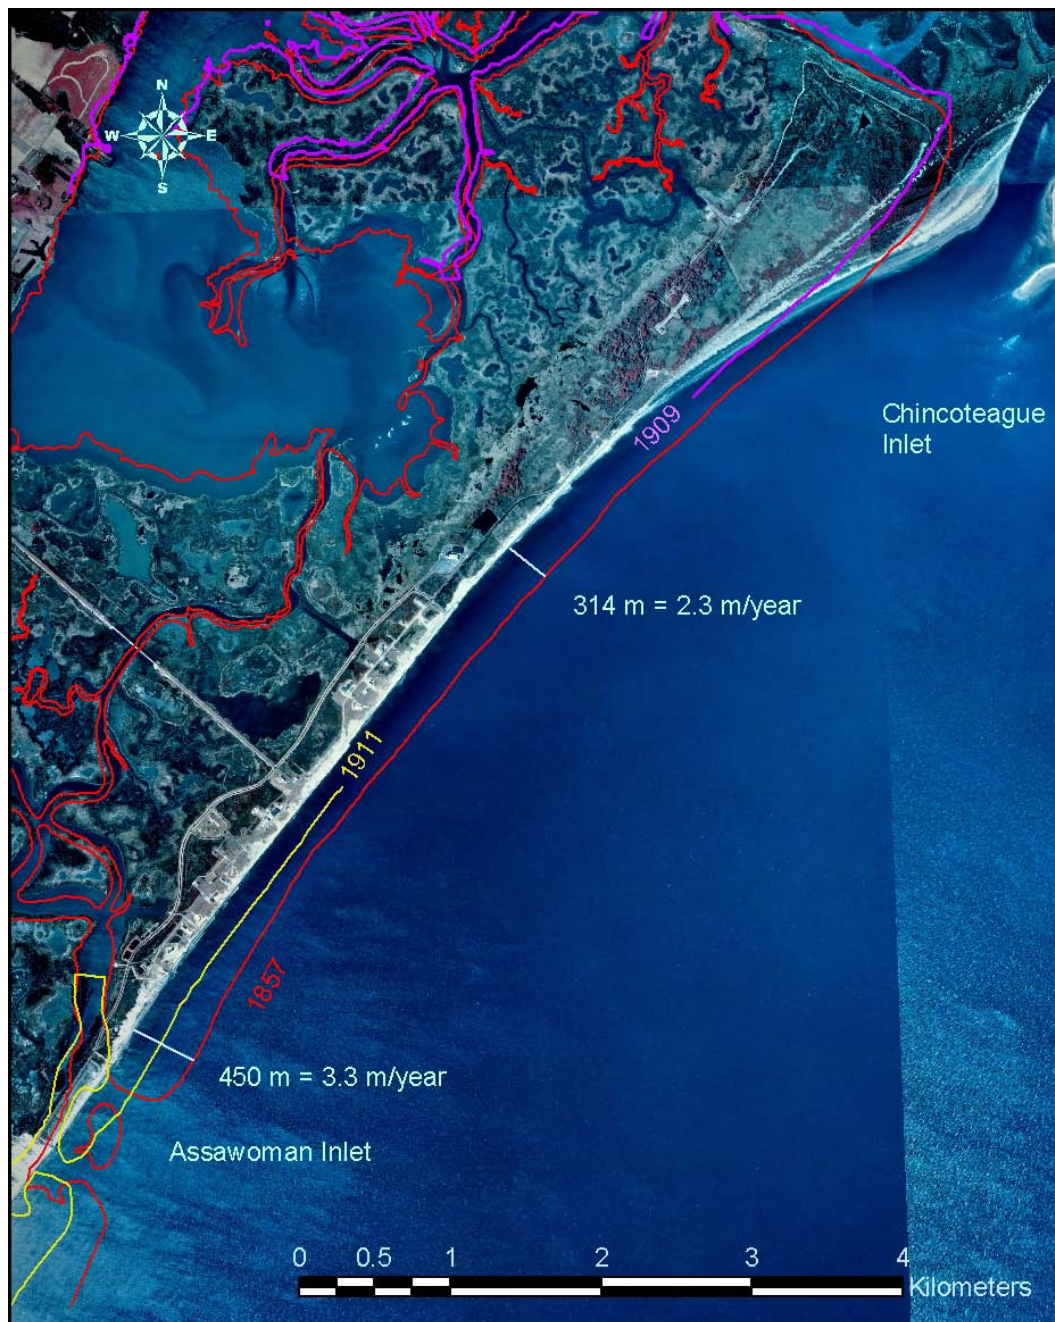 N
W
E
S
Chincoteague
Inlet
1909
314 m = 2.3 m/year
1911
1857
450 m = 3.3 m/year
Assawoman Inlet
0 0.5 1 2 3 4
Kilometers